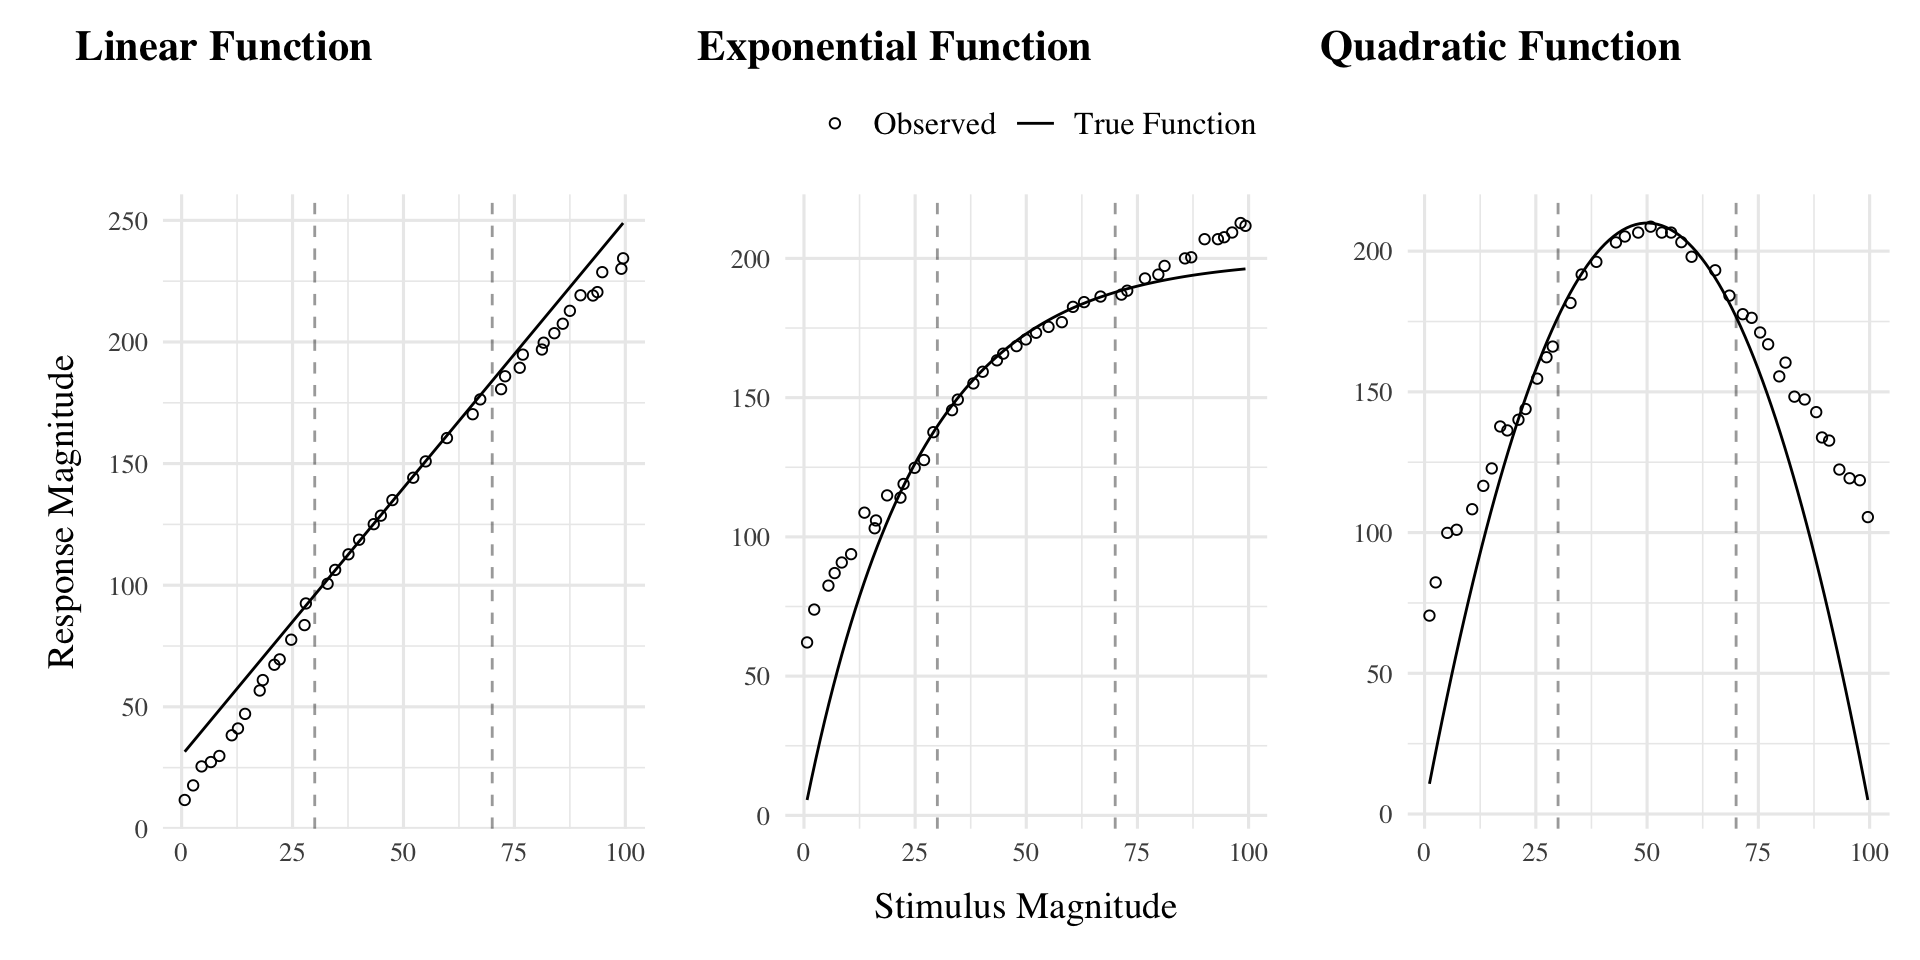 Linear Function
Exponential Function
Quadratic Function
Observed
True Function
Response Magnitude
250
200
150
100
50
0
0 25 50 75 100
200
150
100
50
0
0 25 50 75 100
200
150
100
50
0
0 25 50 75 100
Stimulus Magnitude